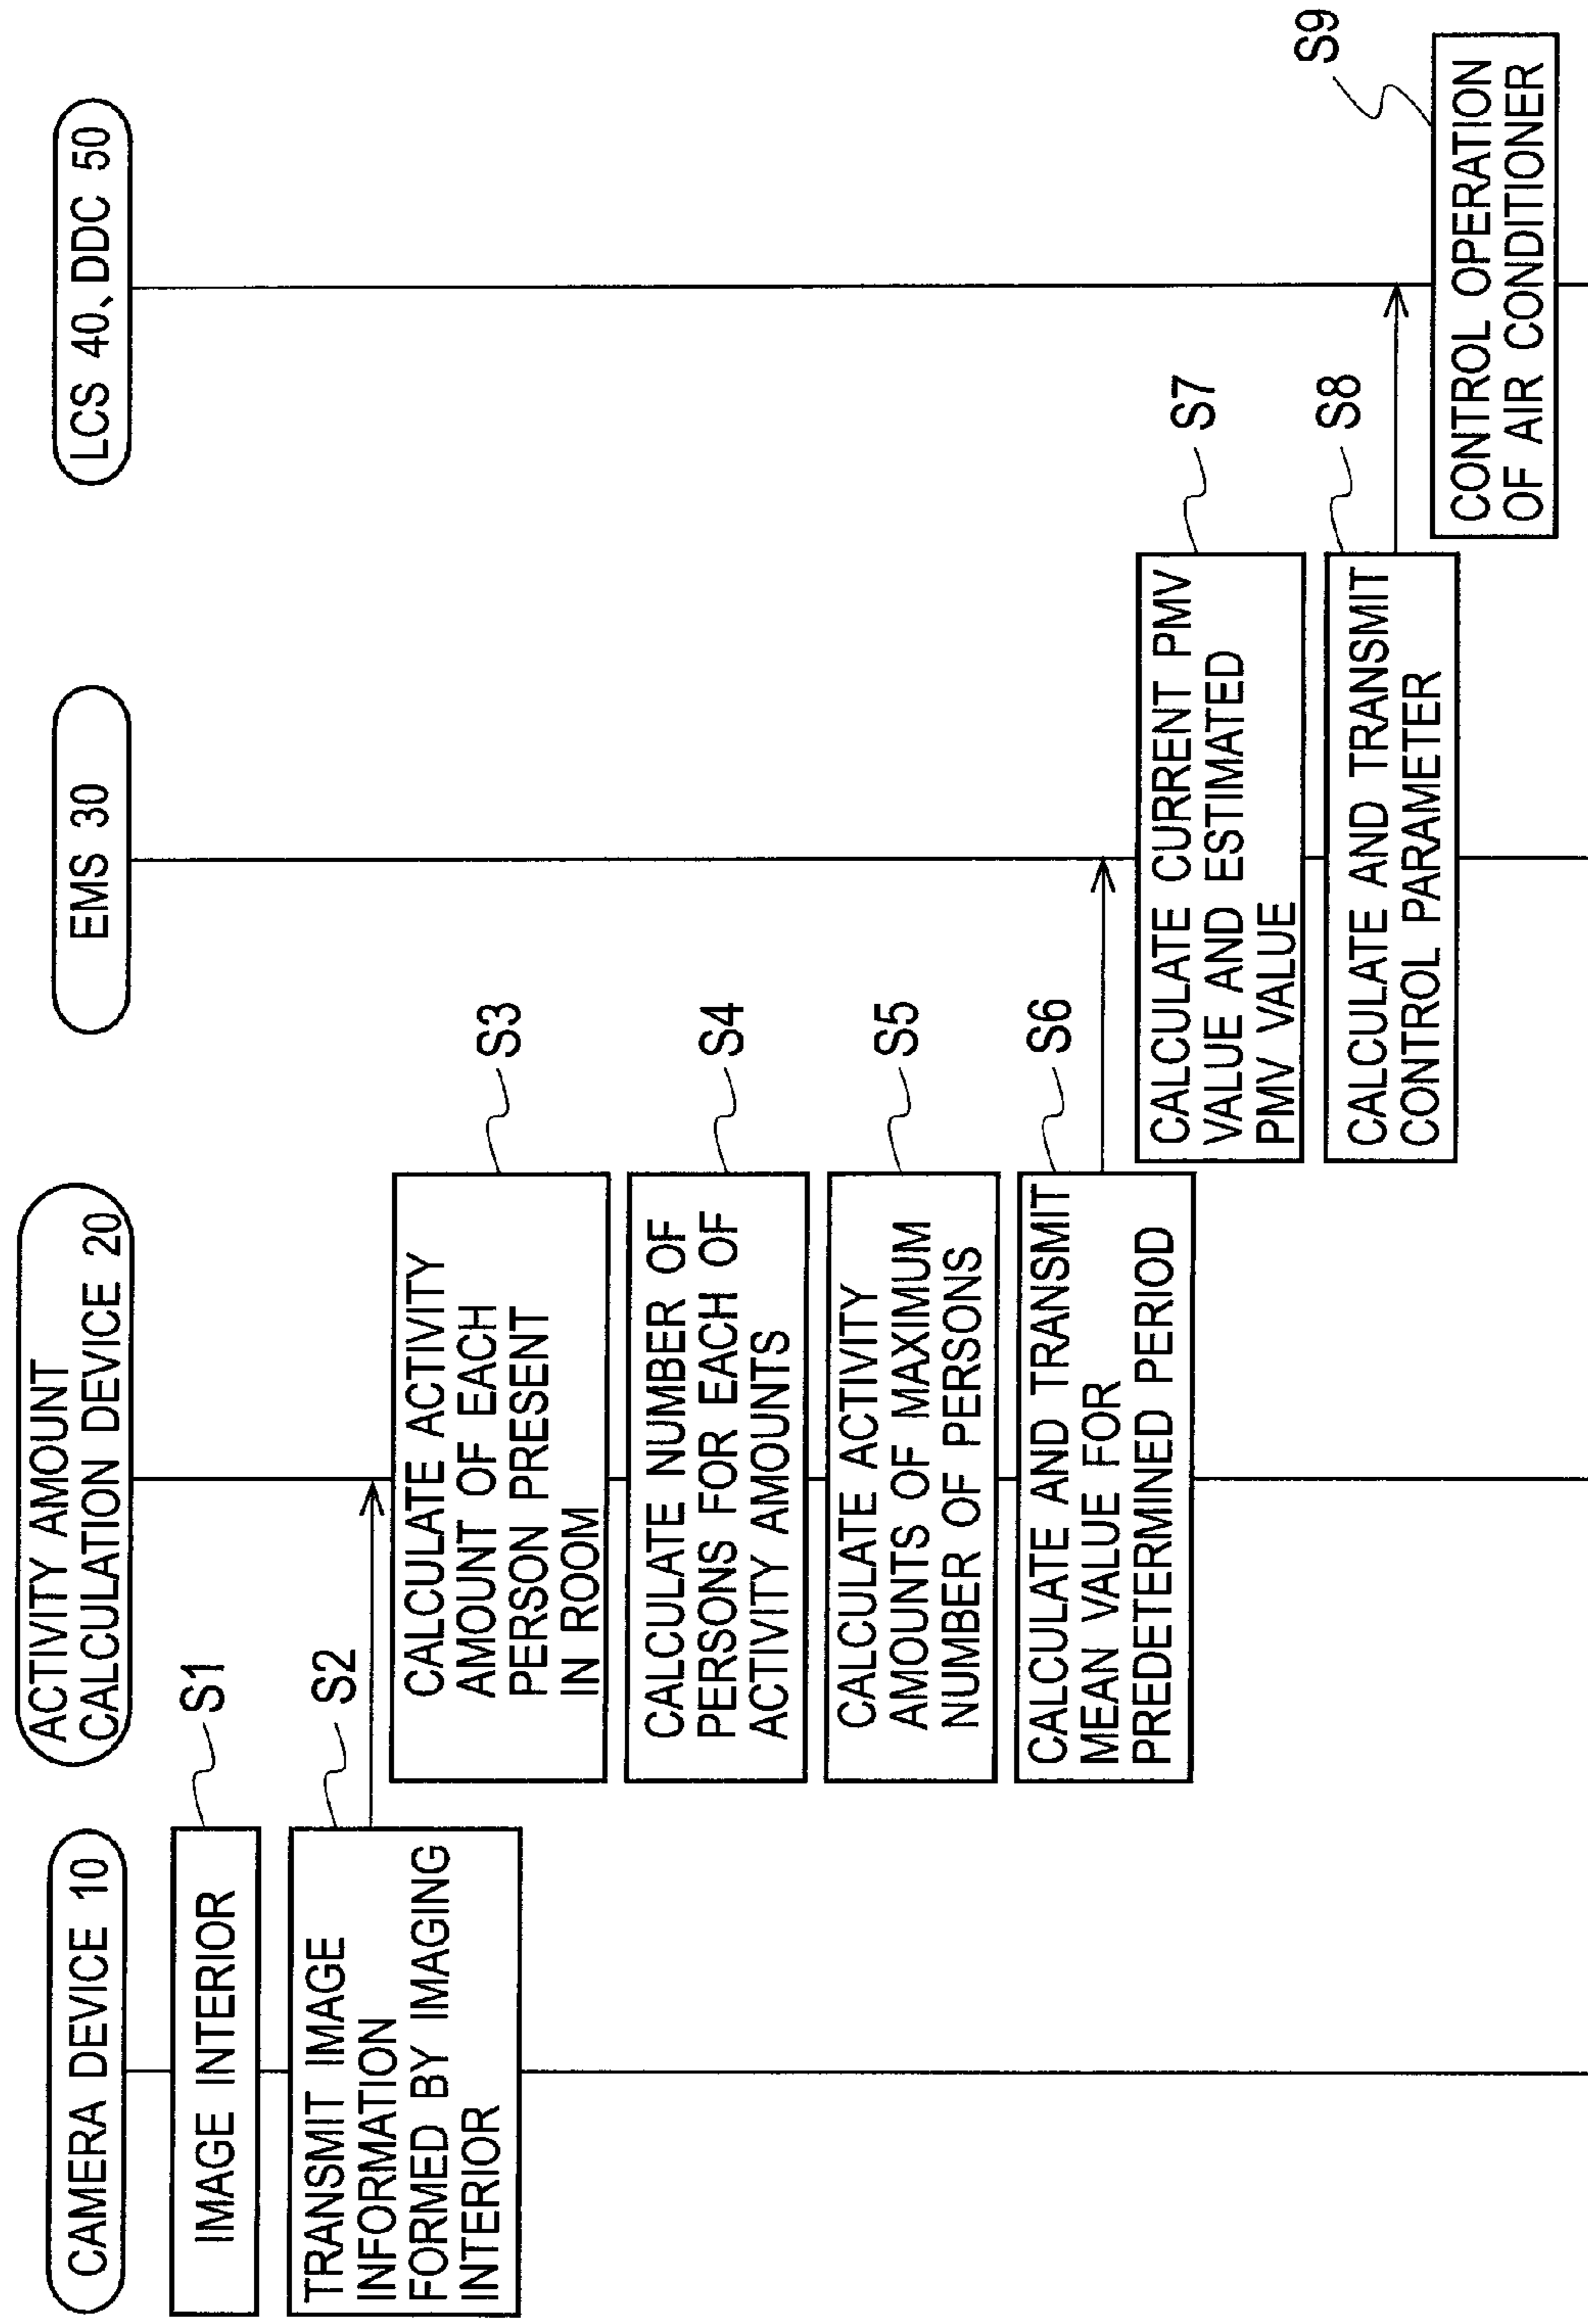 CAMERA DEVICE 10
ACTIVITY AMOUNT
CALCULATION DEVICE 20
EMS 30
LCS 40、DDC 50
IMAGE INTERIOR
S1
TRANSMIT IMAGE
INFORMATION
FORMED BY IMAGING
INTERIOR
S2
CALCULATE ACTIVITY
AMOUNT OF EACH
PERSON PRESENT
IN ROOM
S3
CALCULATE NUMBER OF
PERSONS FOR EACH OF
ACTIVITY AMOUNTS
S4
CALCULATE ACTIVITY
AMOUNTS OF MAXIMUM
NUMBER OF PERSONS
S5
CALCULATE AND TRANSMIT
MEAN VALUE FOR
PREDETERMINED PERIOD
S6
CALCULATE CURRENT PMV
VALUE AND ESTIMATED
PMV VALUE
S7
CALCULATE AND TRANSMIT
CONTROL PARAMETER
S8
CONTROL OPERATION
OF AIR CONDITIONER
S9